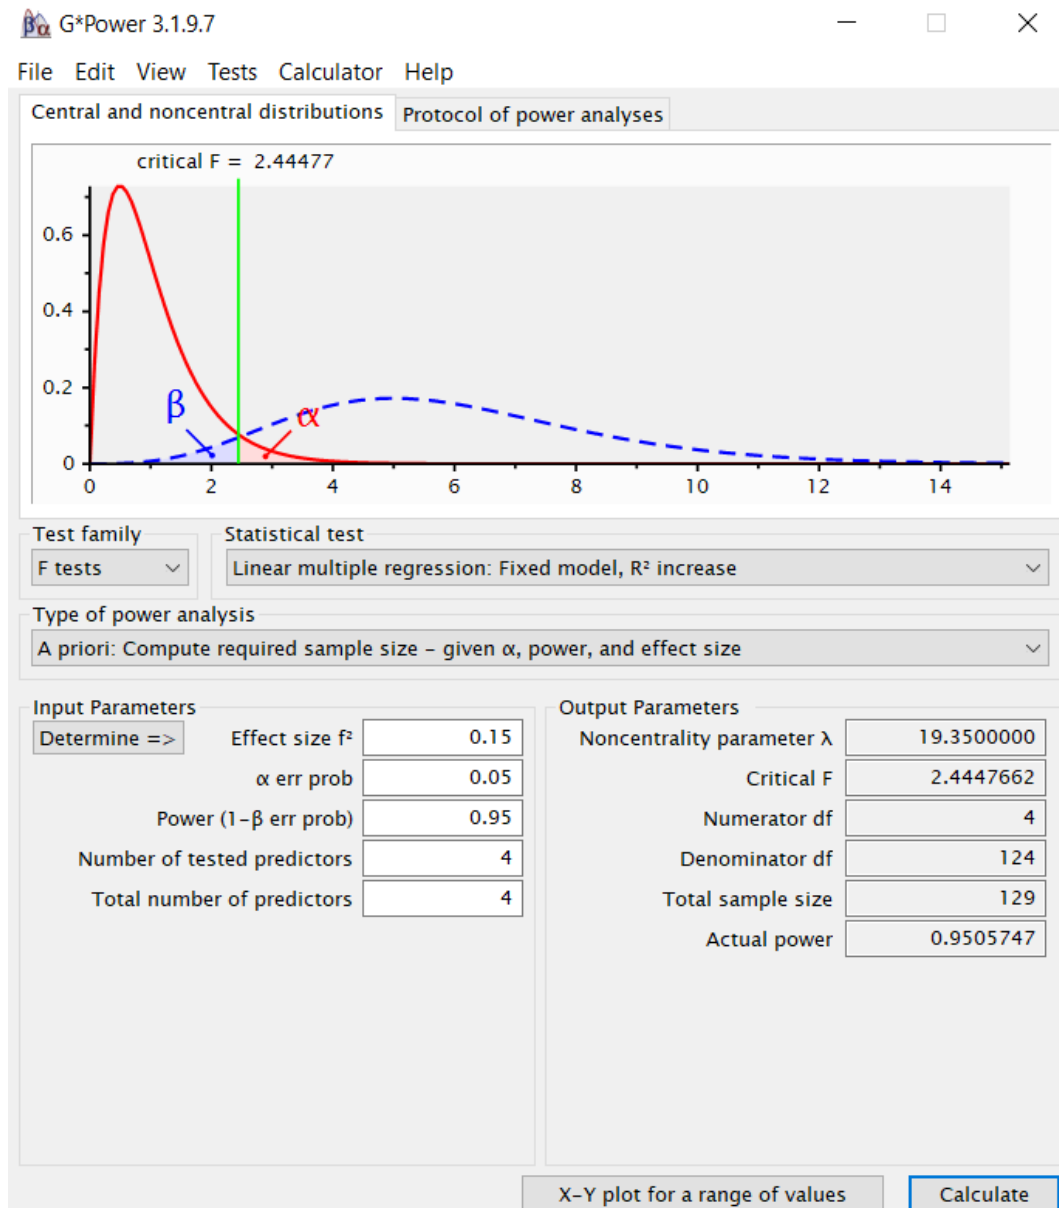 G*Power 3.1.9.7
File Edit View Tests Calculator Help
Central and noncentral distributions Protocol of power analyses
critical F = 2.44477
0.6
0.4
0.2
0
β
α
0 2 4 6 8 10 12 14
Test family Statistical test
F tests Linear multiple regression: Fixed model, R² increase
Type of power analysis
A priori: Compute required sample size – given α, power, and effect size
Input Parameters
Determine => Effect size f² 0.15
α err prob 0.05
Power (1–β err prob) 0.95
Number of tested predictors 4
Total number of predictors 4
Output Parameters
Noncentrality parameter λ 19.3500000
Critical F 2.4447662
Numerator df 4
Denominator df 124
Total sample size 129
Actual power 0.9505747
X–Y plot for a range of values Calculate